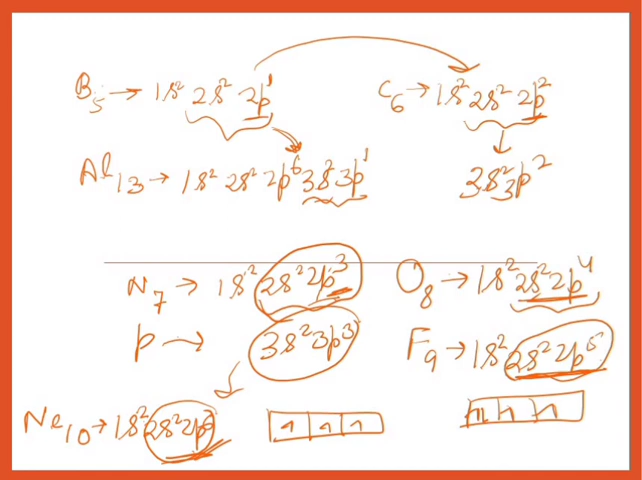 B₅ → 1s² 2s² 2p¹
C₆ → 1s² 2s² 2p²
Al₁₃ → 1s² 2s² 2p⁶ 3s² 3p¹
3s² 3p²
N₇ → 1s² 2s² 2p³
O₈ → 1s² 2s² 2p⁴
P → 3s² 3p³
F₉ → 1s² 2s² 2p⁵
Ne₁₀ → 1s² 2s² 2p